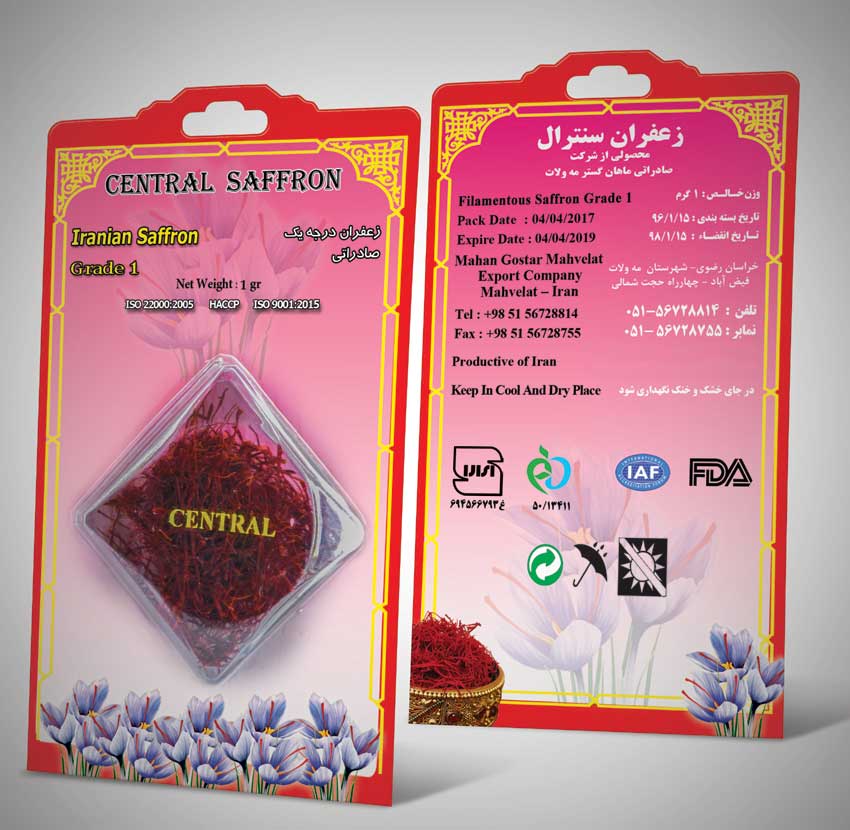 CENTRAL SAFFRON
Iranian Saffron
زعفران درجه یک
Grade 1
صادراتی
Net Weight : 1 gr
ISO 22000:2005 HACCP ISO 9001:2015
CENTRAL
زعفران سنترال
محصولی از شرکت
صادراتی ماهان گستر مه ولات
Filamentous Saffron Grade 1
وزن خالص : ۱ گرم
Pack Date : 04/04/2017
تاریخ بسته بندی : ۹۶/۱/۱۵
Expire Date : 04/04/2019
تاریخ انقضاء : ۹۸/۱/۱۵
Mahan Gostar Mahvelat
Export Company
Mahvelat – Iran
خراسان رضوی- شهرستان مه ولات
فیض آباد - چهارراه حجت شمالی
Tel : +98 51 56728814
تلفن : ۵۶۷۲۸۸۱۴-۰۵۱
Fax : +98 51 56728755
نمابر : ۵۶۷۲۸۷۵۵-۰۵۱
Productive of Iran
Keep In Cool And Dry Place
در جای خشک و خنک نگهداری شود
INTERNATIONAL
IAF
ACCREDITATION FORUM
FDA
۶۹۴۵۶۶۷۹۳غ
۵۰/۱۳۴۱۱